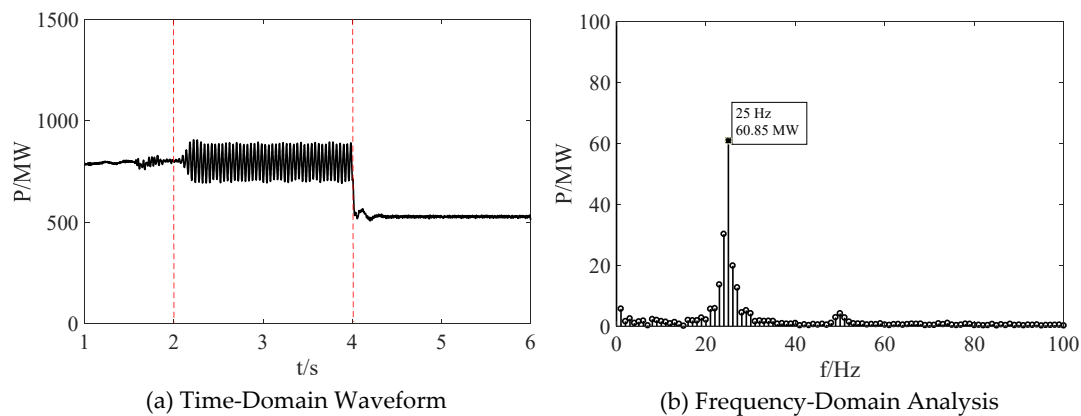 1500
1000
500
0
P/MW
1
2
3
4
5
6
t/s
(a) Time-Domain Waveform
100
80
60
40
20
0
P/MW
25 Hz
60.85 MW
0
20
40
60
80
100
f/Hz
(b) Frequency-Domain Analysis